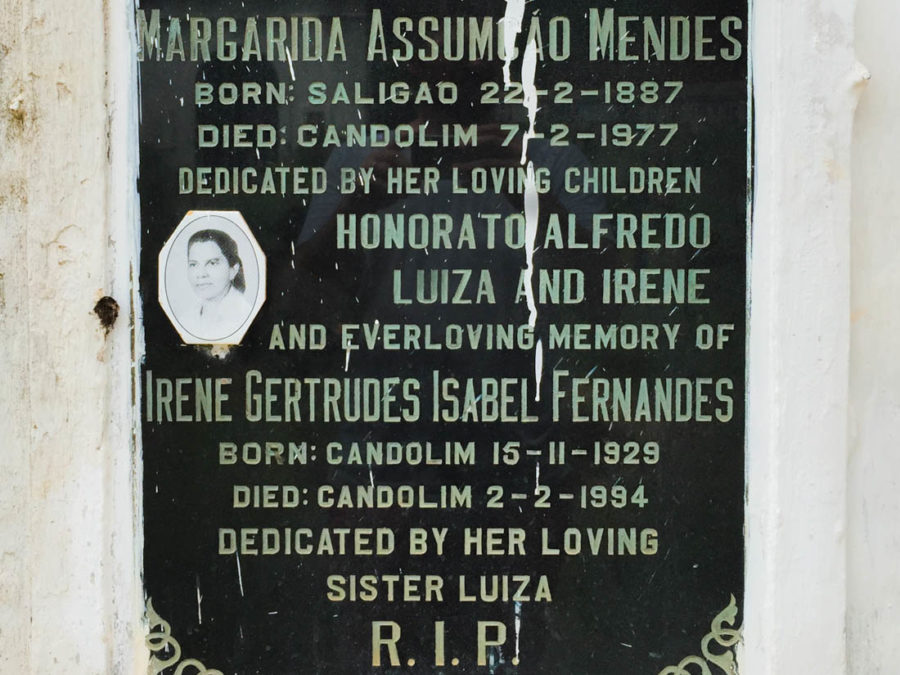 MARGARIDA ASSUMÇÃO MENDES
BORN: SALIGAO 22-2-1887
DIED: CANDOLIM 7-2-1977
DEDICATED BY HER LOVING CHILDREN
HONORATO ALFREDO
LUIZA AND IRENE
AND EVERLOVING MEMORY OF
IRENE GERTRUDES ISABEL FERNANDES
BORN: CANDOLIM 15-11-1929
DIED: CANDOLIM 2-2-1994
DEDICATED BY HER LOVING
SISTER LUIZA
R.I.P.